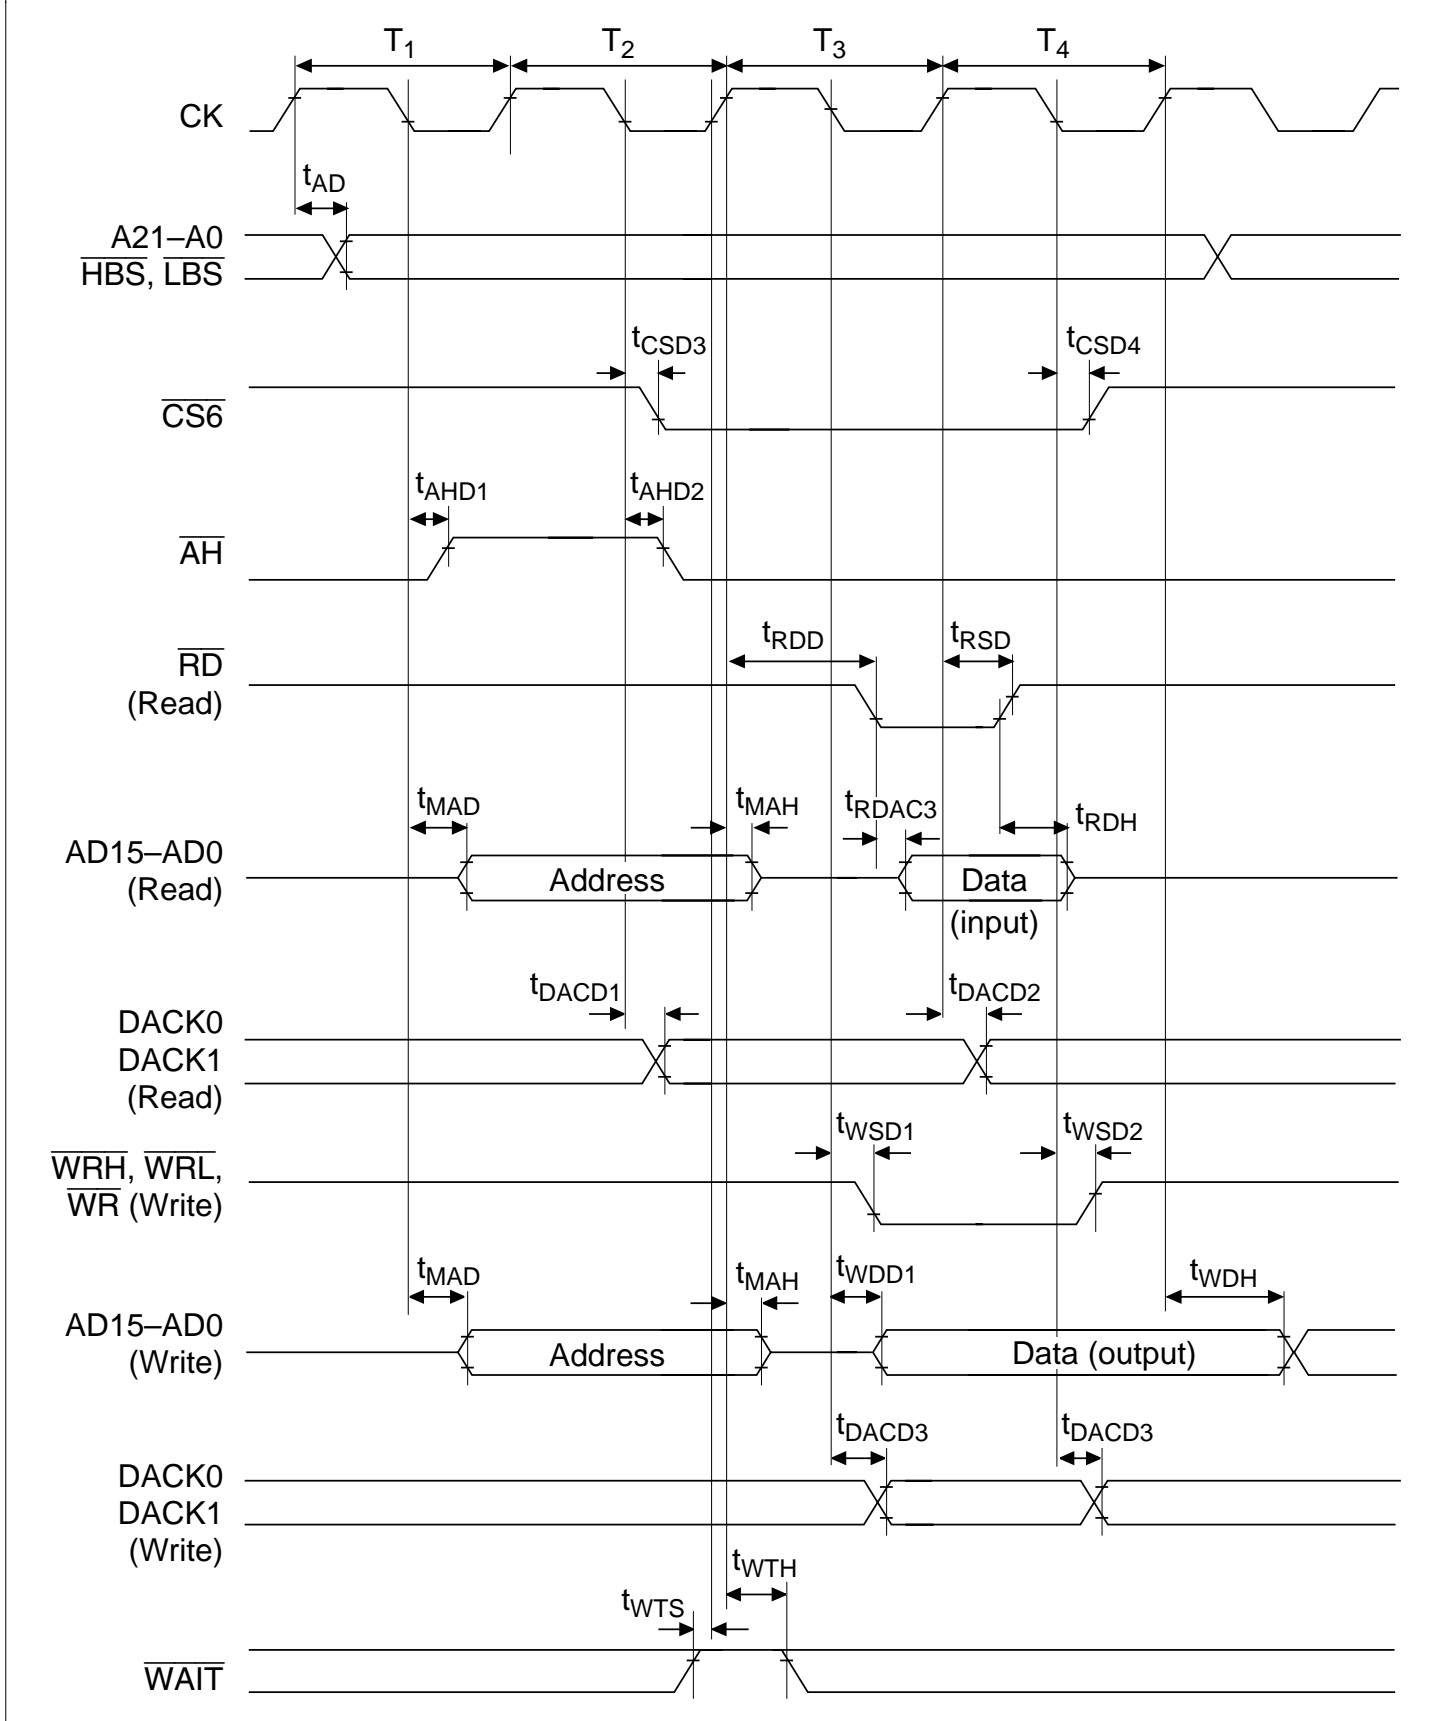 T1 T2 T3 T4
CK
tAD
A21–A0
HBS, LBS
tCSD3 tCSD4
CS6
tAHD1 tAHD2
AH
tRDD tRSD
RD
(Read)
tMAD tMAH tRDAC3 tRDH
AD15–AD0
(Read)
Address Data
(input)
tDACD1 tDACD2
DACK0
DACK1
(Read)
tWSD1 tWSD2
WRH, WRL,
WR (Write)
tMAD tMAH tWDD1 tWDH
AD15–AD0
(Write)
Address Data (output)
tDACD3 tDACD3
DACK0
DACK1
(Write)
tWTH
tWTS
WAIT